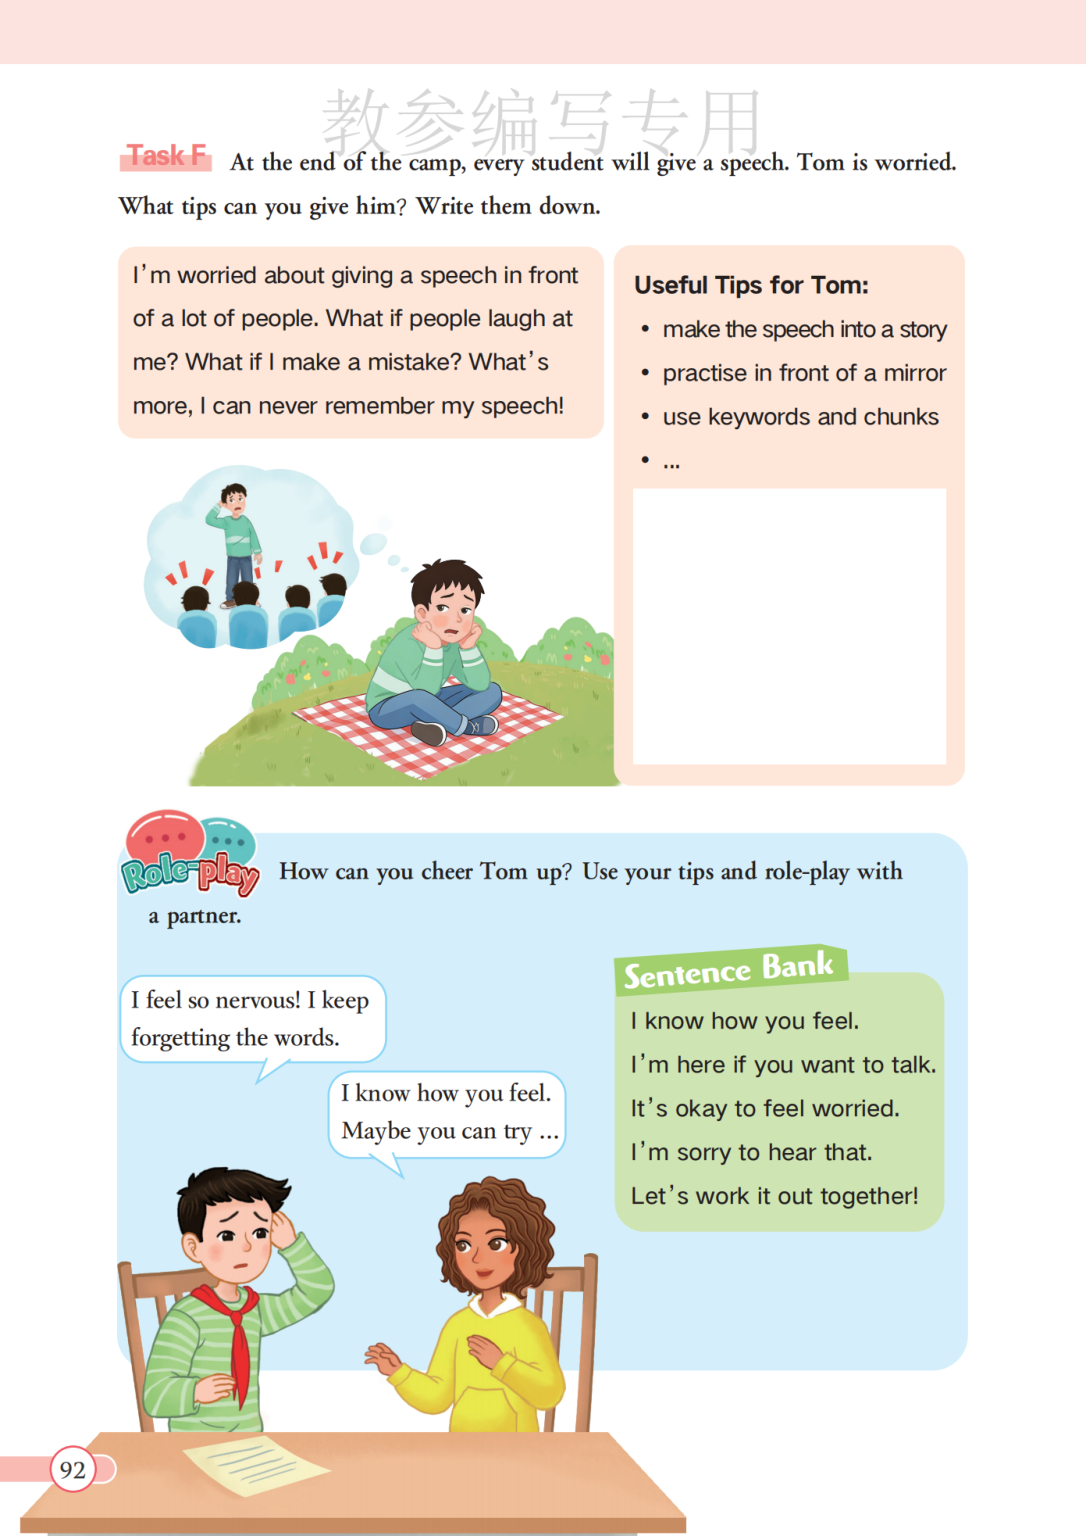 教参编写专用
Task F At the end of the camp, every student will give a speech. Tom is worried.
What tips can you give him? Write them down.
I'm worried about giving a speech in front
of a lot of people. What if people laugh at
me? What if I make a mistake? What's
more, I can never remember my speech!
Useful Tips for Tom:
• make the speech into a story
• practise in front of a mirror
• use keywords and chunks
• ...
Role-play How can you cheer Tom up? Use your tips and role-play with
a partner.
I feel so nervous! I keep
forgetting the words.
I know how you feel.
Maybe you can try ...
Sentence Bank
I know how you feel.
I'm here if you want to talk.
It's okay to feel worried.
I'm sorry to hear that.
Let's work it out together!
92